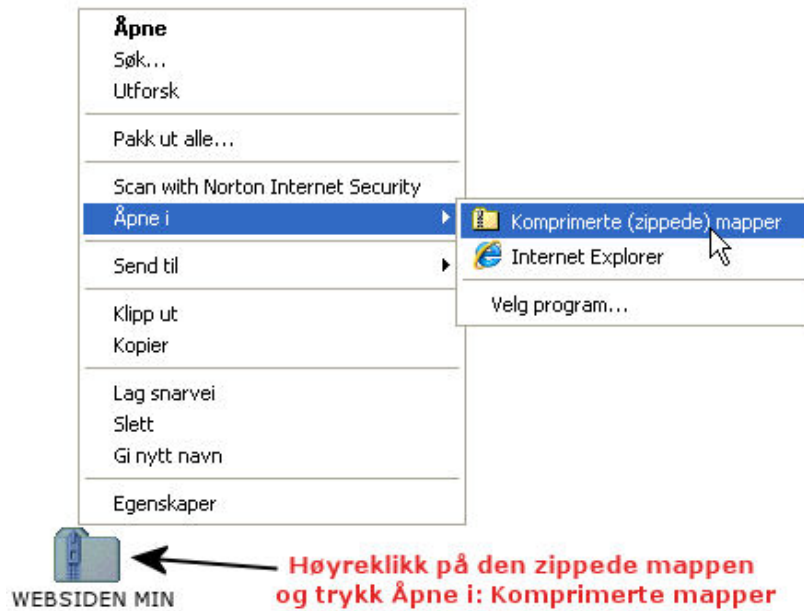 Åpne
Søk...
Utforsk
Pakk ut alle...
Scan with Norton Internet Security
Åpne i
Komprimerte (zippede) mapper
Internet Explorer
Send til
Velg program...
Klipp ut
Kopier
Lag snarvei
Slett
Gi nytt navn
Egenskaper
Høyreklikk på den zippede mappen
og trykk Åpne i: Komprimerte mapper
WEBSIDEN MIN